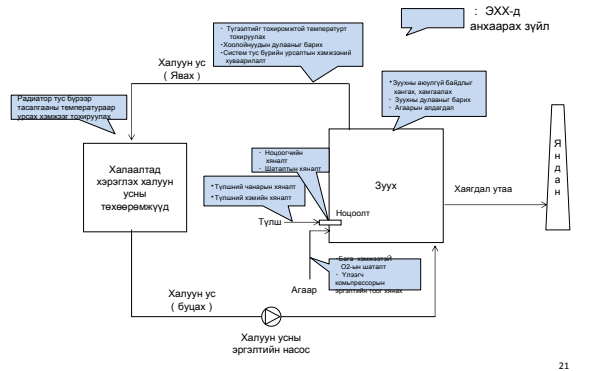 : ЭХХ-д
анхаарах зүйл
· Түгээлтийг тохиромжтой температурт
тохируулах
· Хоолойнуудын дулааныг барих
· Систем тус бүрийн урсалтын хэмжээний
хуваарилалт
Халуун ус
( Явах )
Радиатор тус бүрээр
тасалгааны температураар
урсах хэмжээг тохируулах
*Зуухны аюулгүй байдлыг
хангах, хамгаалах
· Зуухны дулааныг барих
· Агаарын алдагдал
Халаалтад
хэрэглэх халуун
усны
төхөөрөмжүүд
· Ноцоогчийн
хяналт
· Шаталтын хяналт
*Түлшний чанарын хяналт
*Түлшний хэмийн хяналт
Зуух
Хаягдал утаа
Яндан
Ноцоолт
Түлш
Агаар
*Бага хэмжээтэй
O2-ын шаталт
· Үлээгч
компрессорын
эргэлтийн тоог хянах
Халуун ус
( буцах )
Халуун усны
эргэлтийн насос
21